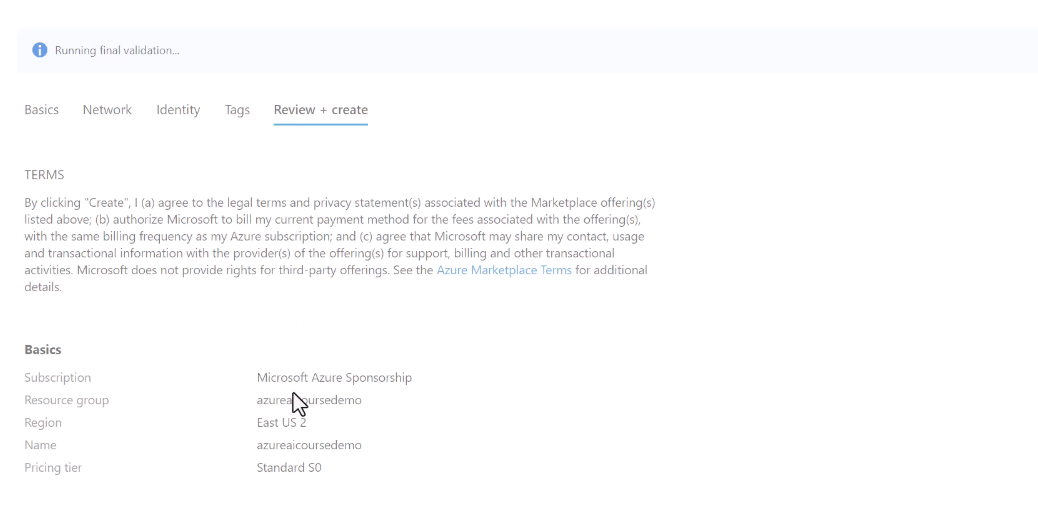 Running final validation...
Basics Network Identity Tags Review + create
TERMS
By clicking "Create", I (a) agree to the legal terms and privacy statement(s) associated with the Marketplace offering(s)
listed above; (b) authorize Microsoft to bill my current payment method for the fees associated with the offering(s),
with the same billing frequency as my Azure subscription; and (c) agree that Microsoft may share my contact, usage
and transactional information with the provider(s) of the offering(s) for support, billing and other transactional
activities. Microsoft does not provide rights for third-party offerings. See the Azure Marketplace Terms for additional
details.
Basics
Subscription Microsoft Azure Sponsorship
Resource group azureaicoursedemo
Region East US 2
Name azureaicoursedemo
Pricing tier Standard S0